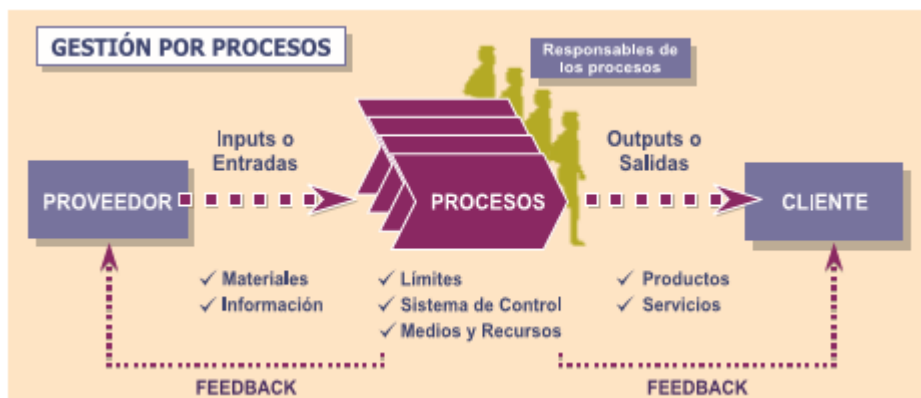 GESTIÓN POR PROCESOS
Responsables de
los procesos
Inputs o
Entradas
Outputs o
Salidas
PROVEEDOR
PROCESOS
CLIENTE
✓ Materiales
✓ Información
✓ Límites
✓ Sistema de Control
✓ Medios y Recursos
✓ Productos
✓ Servicios
FEEDBACK
FEEDBACK